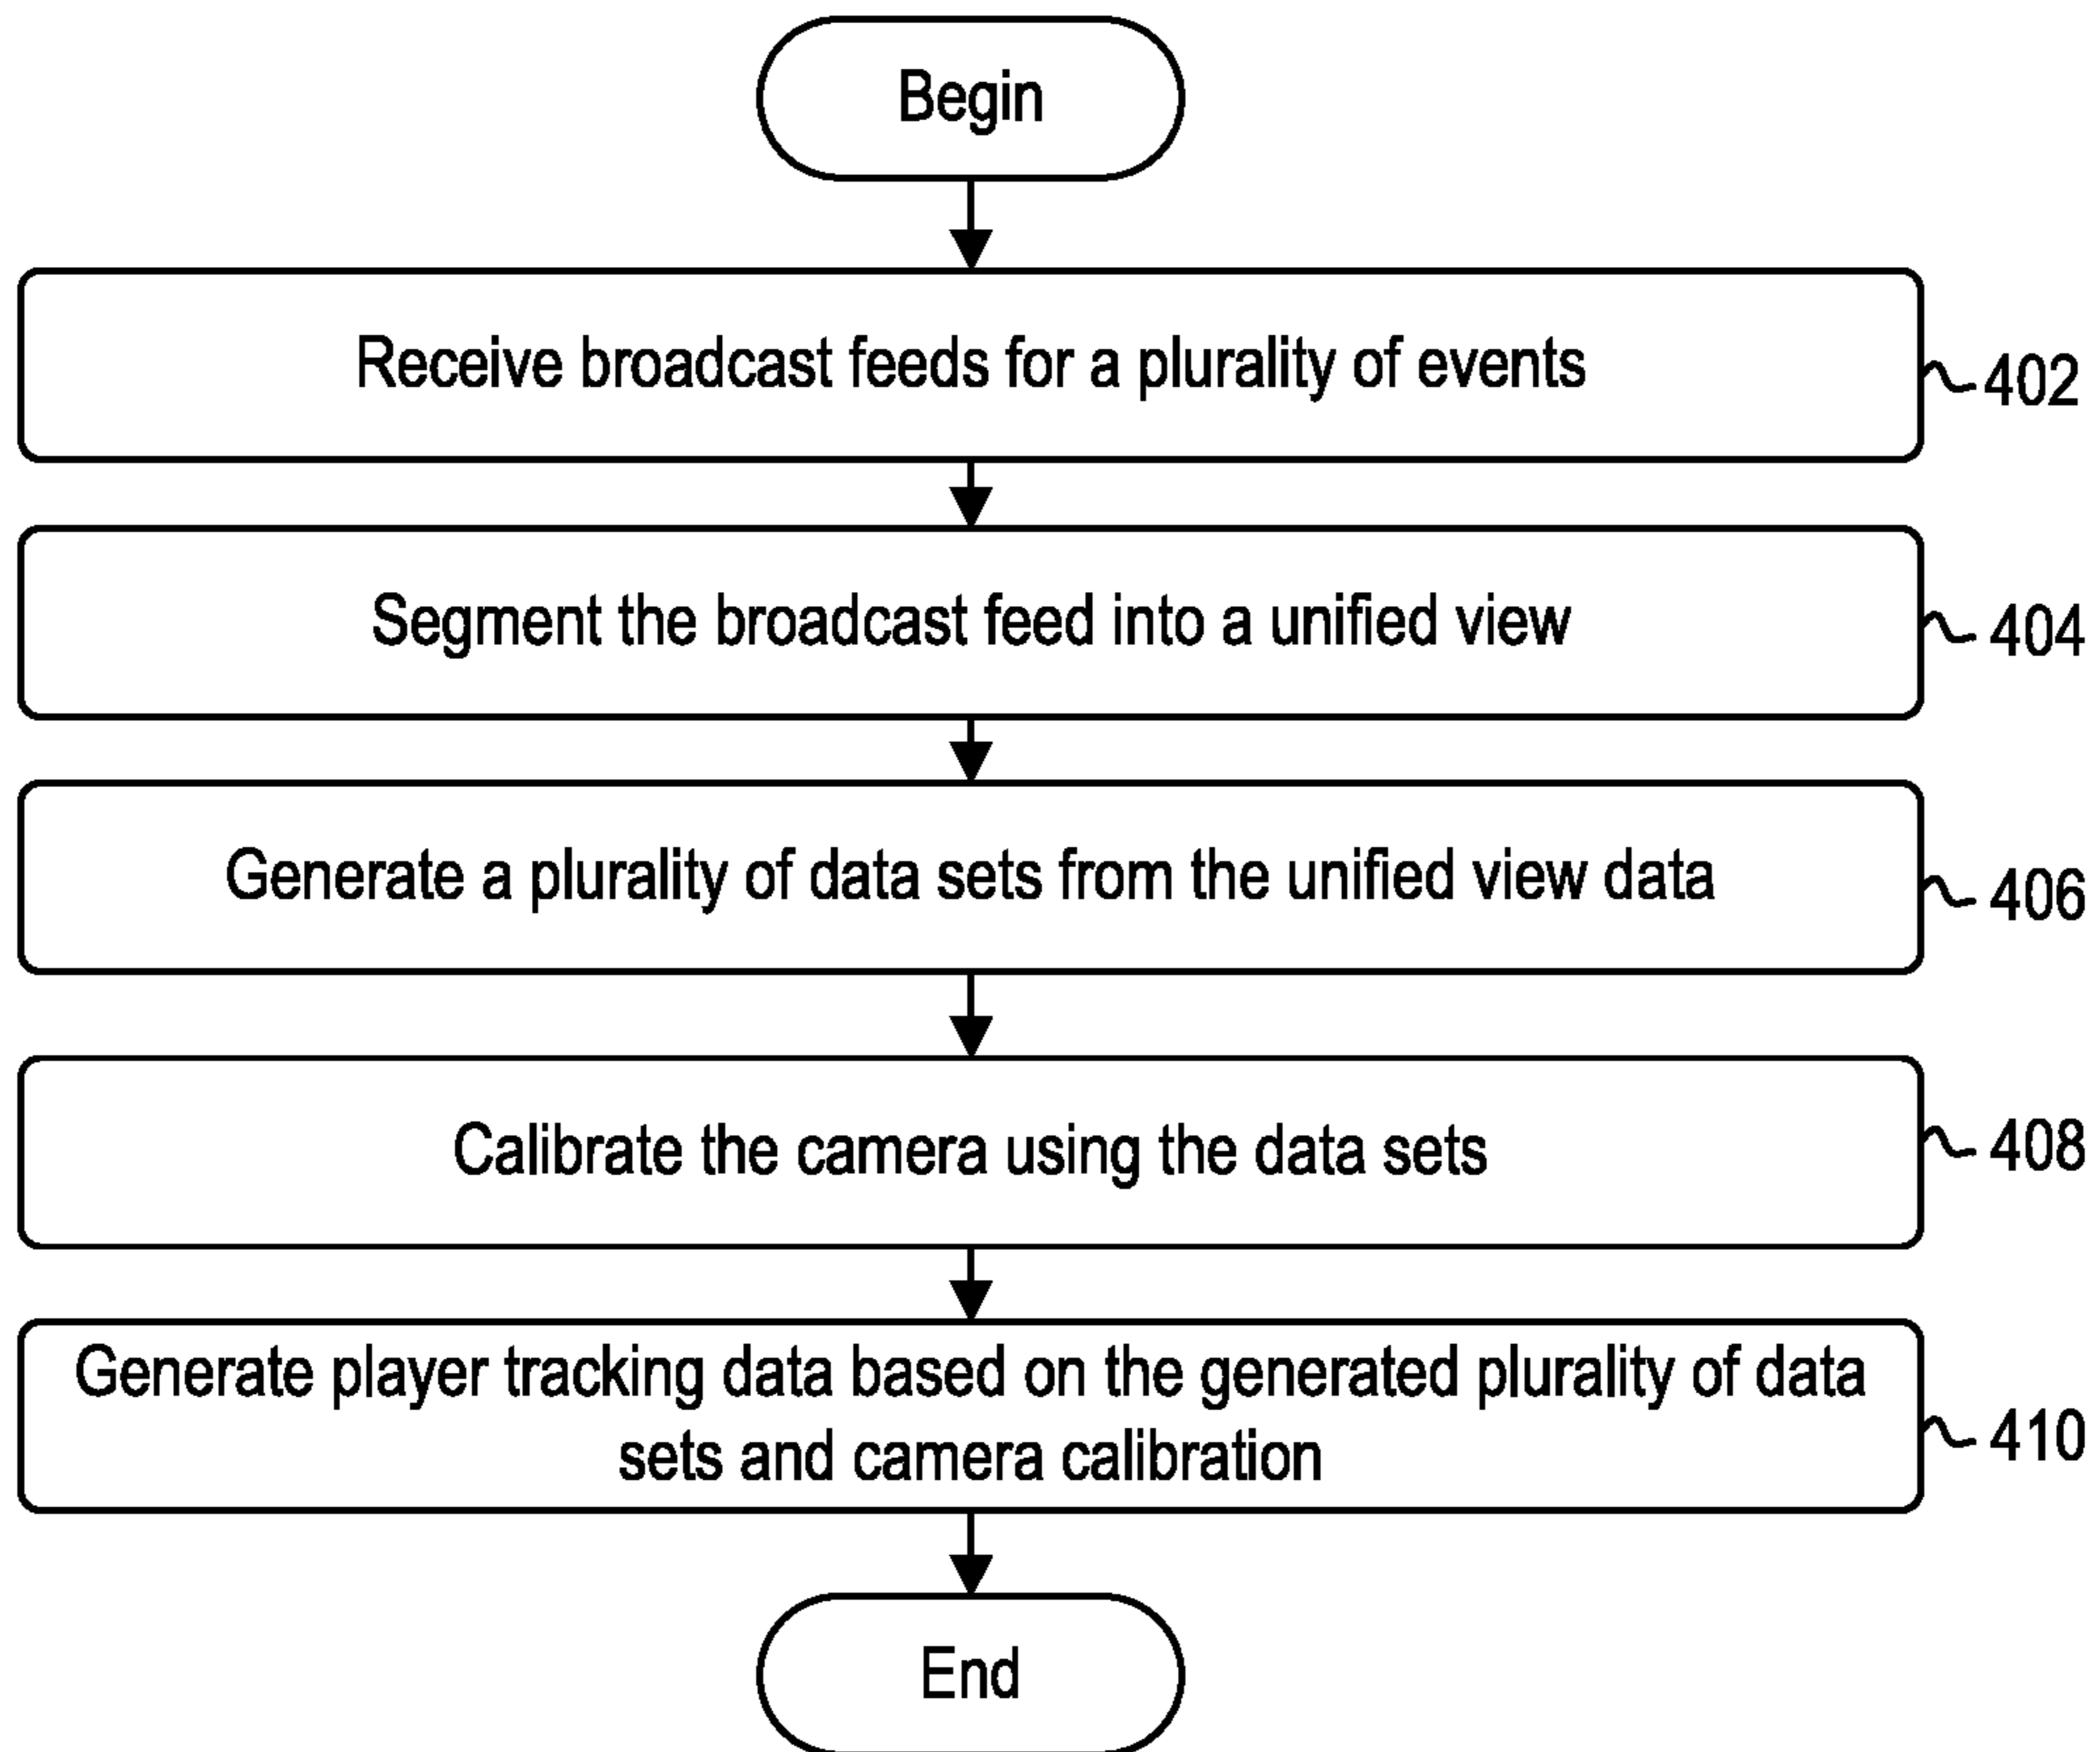 Begin
Receive broadcast feeds for a plurality of events
402
Segment the broadcast feed into a unified view
404
Generate a plurality of data sets from the unified view data
406
Calibrate the camera using the data sets
408
Generate player tracking data based on the generated plurality of data
sets and camera calibration
410
End